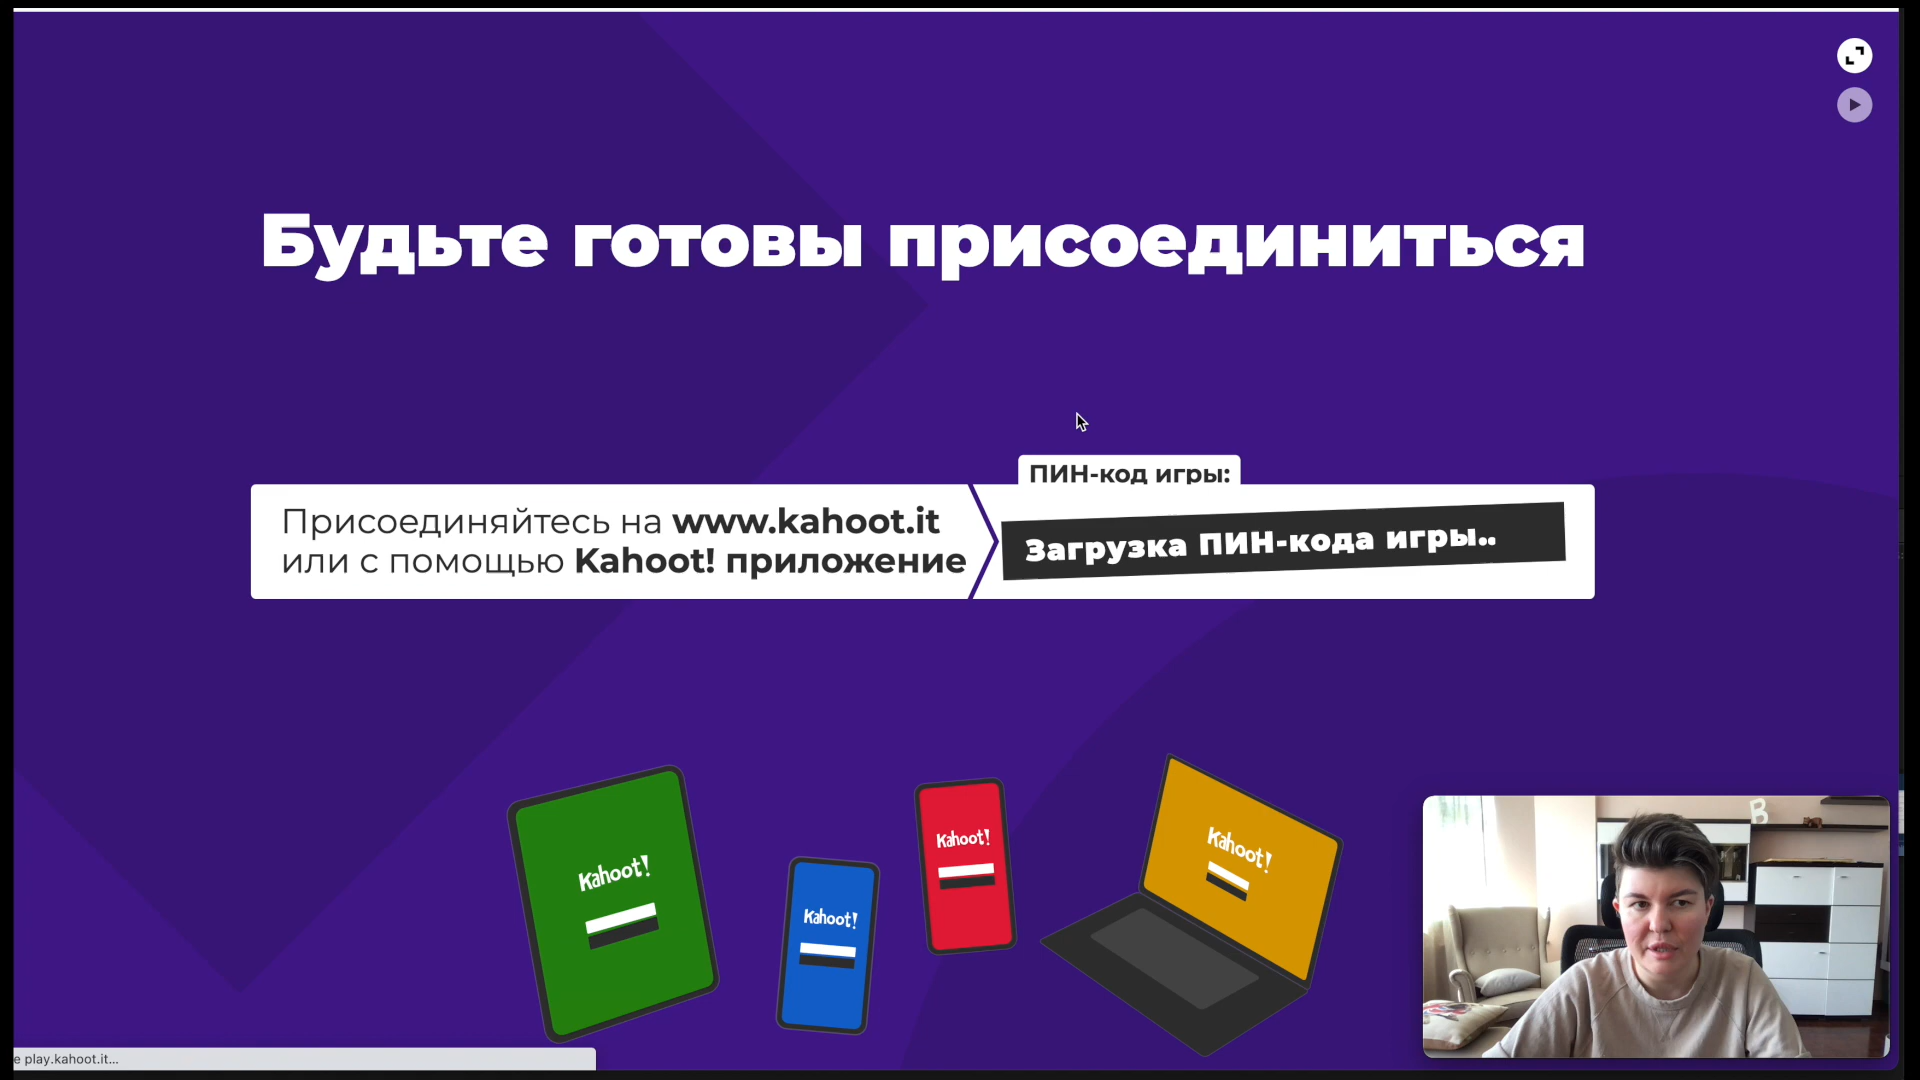 Будьте готовы присоединиться
ПИН-код игры:
Присоединяйтесь на www.kahoot.it
или с помощью Kahoot! приложение
Загрузка ПИН-кода игры..
Kahoot!
Kahoot!
Kahoot!
Kahoot!
B
e play.kahoot.it...